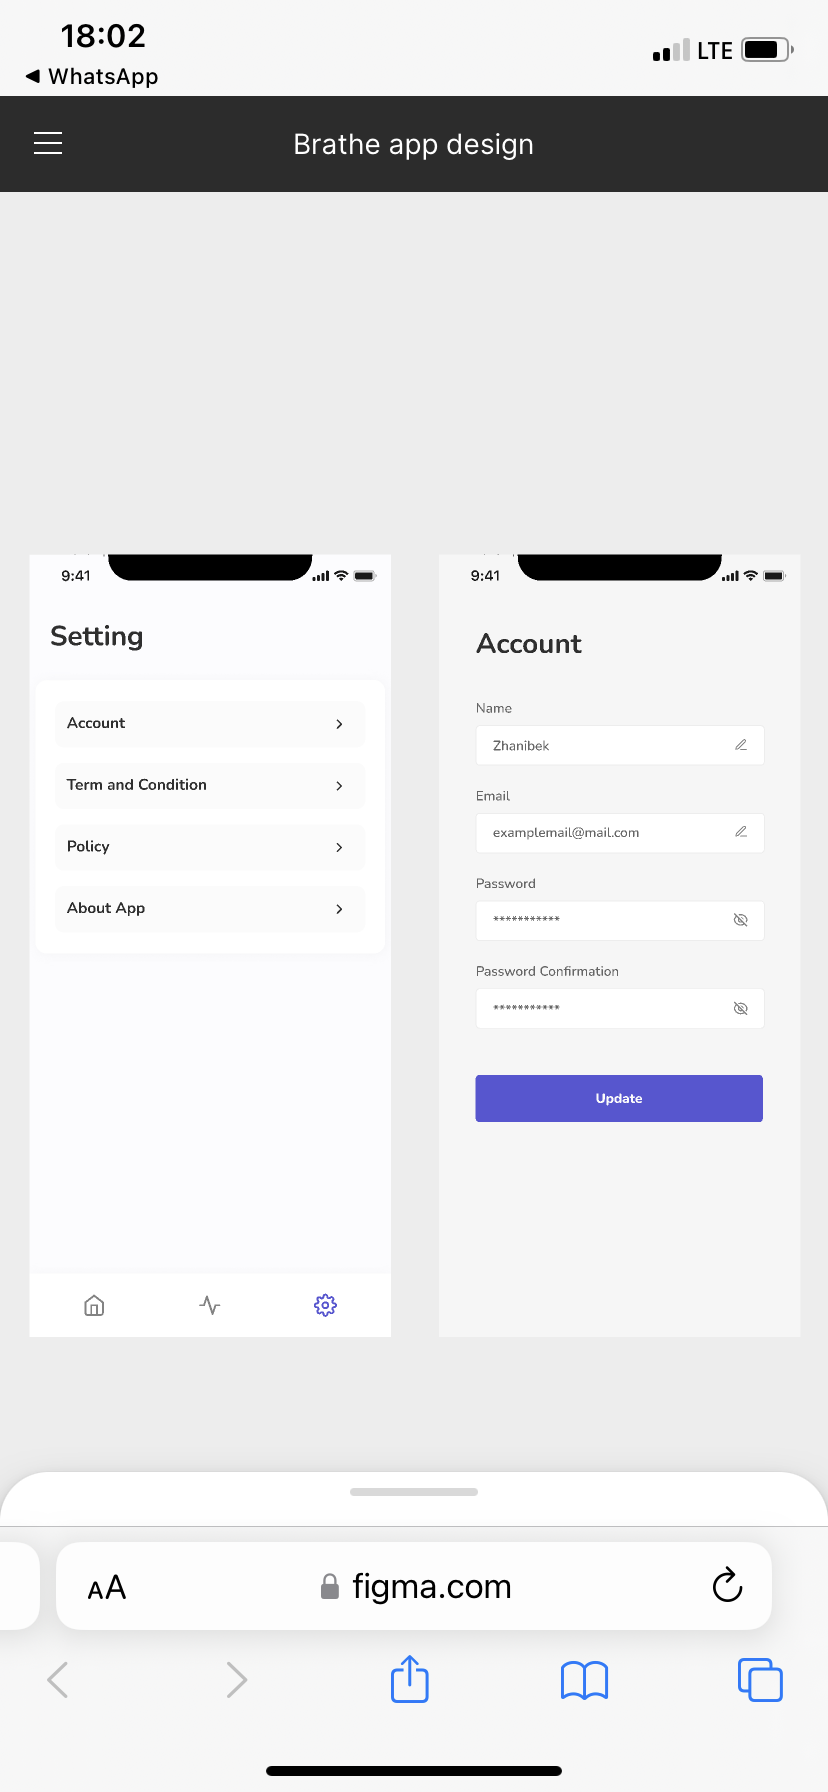 18:02
LTE
◀ WhatsApp
Brathe app design
9:41
Setting
Account
Term and Condition
Policy
About App
9:41
Account
Name
Zhanibek
Email
examplemail@mail.com
Password
***********
Password Confirmation
***********
Update
AA
figma.com